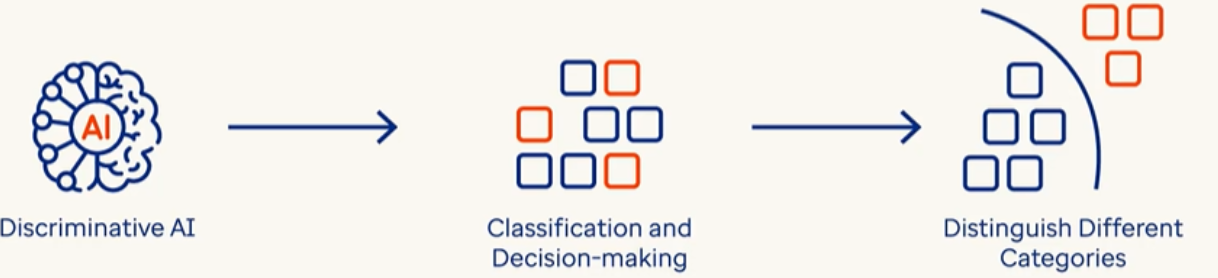 AI
Discriminative AI
Classification and
Decision-making
Distinguish Different
Categories